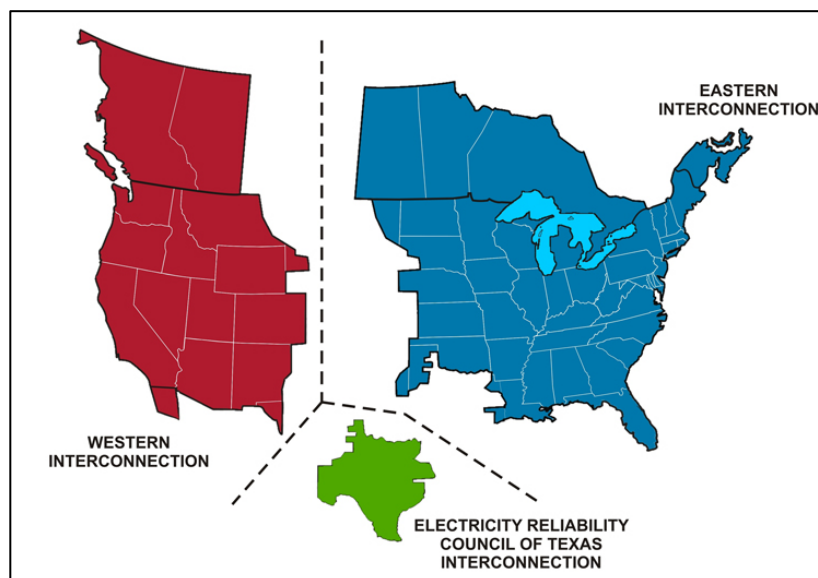 EASTERN
INTERCONNECTION
WESTERN
INTERCONNECTION
ELECTRICITY RELIABILITY
COUNCIL OF TEXAS
INTERCONNECTION